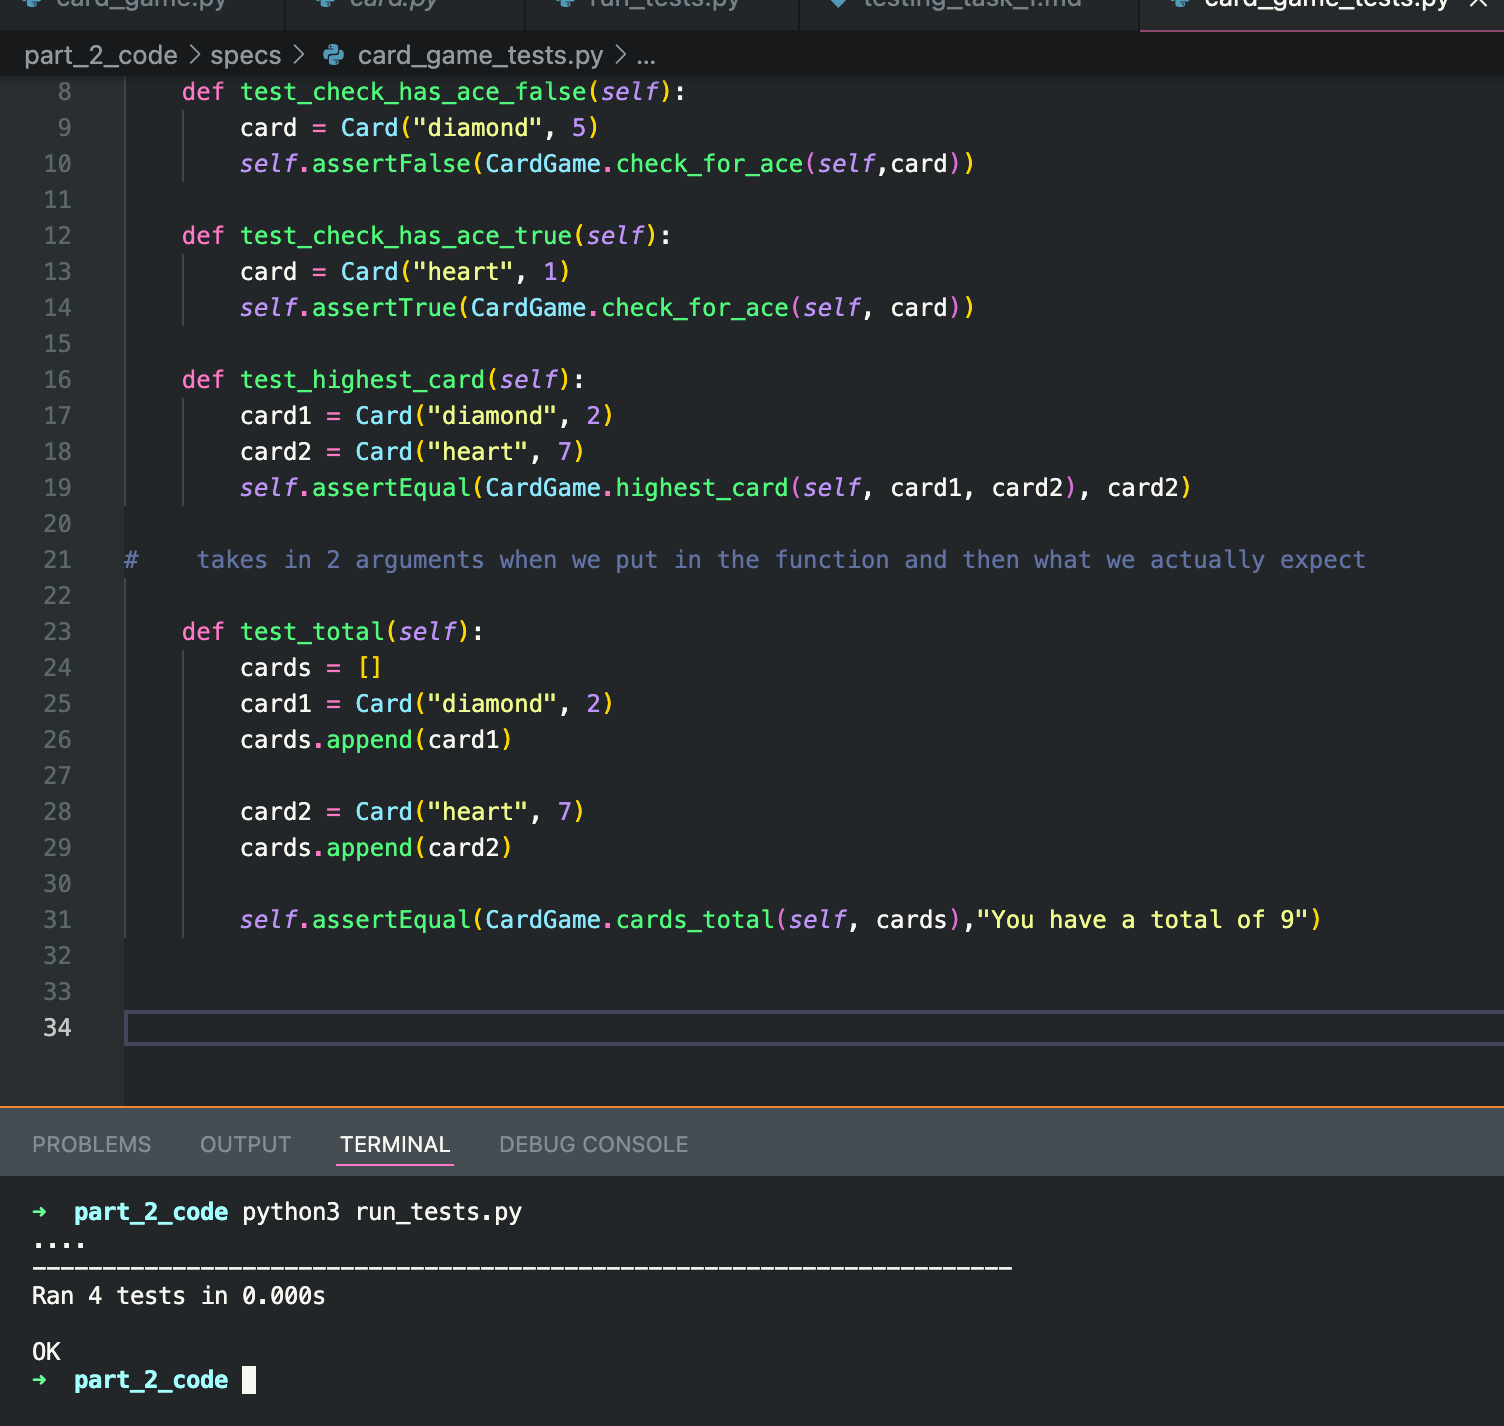 card_game.py card.py run_tests.py testing_task_1.md card_game_tests.py
part_2_code > specs > card_game_tests.py > ...
8 def test_check_has_ace_false(self):
9 card = Card("diamond", 5)
10 self.assertFalse(CardGame.check_for_ace(self,card))
11
12 def test_check_has_ace_true(self):
13 card = Card("heart", 1)
14 self.assertTrue(CardGame.check_for_ace(self, card))
15
16 def test_highest_card(self):
17 card1 = Card("diamond", 2)
18 card2 = Card("heart", 7)
19 self.assertEqual(CardGame.highest_card(self, card1, card2), card2)
20
21 # takes in 2 arguments when we put in the function and then what we actually expect
22
23 def test_total(self):
24 cards = []
25 card1 = Card("diamond", 2)
26 cards.append(card1)
27
28 card2 = Card("heart", 7)
29 cards.append(card2)
30
31 self.assertEqual(CardGame.cards_total(self, cards),"You have a total of 9")
32
33
34
PROBLEMS OUTPUT TERMINAL DEBUG CONSOLE
➜ part_2_code python3 run_tests.py
....
----------------------------------------------------------------------
Ran 4 tests in 0.000s
OK
➜ part_2_code